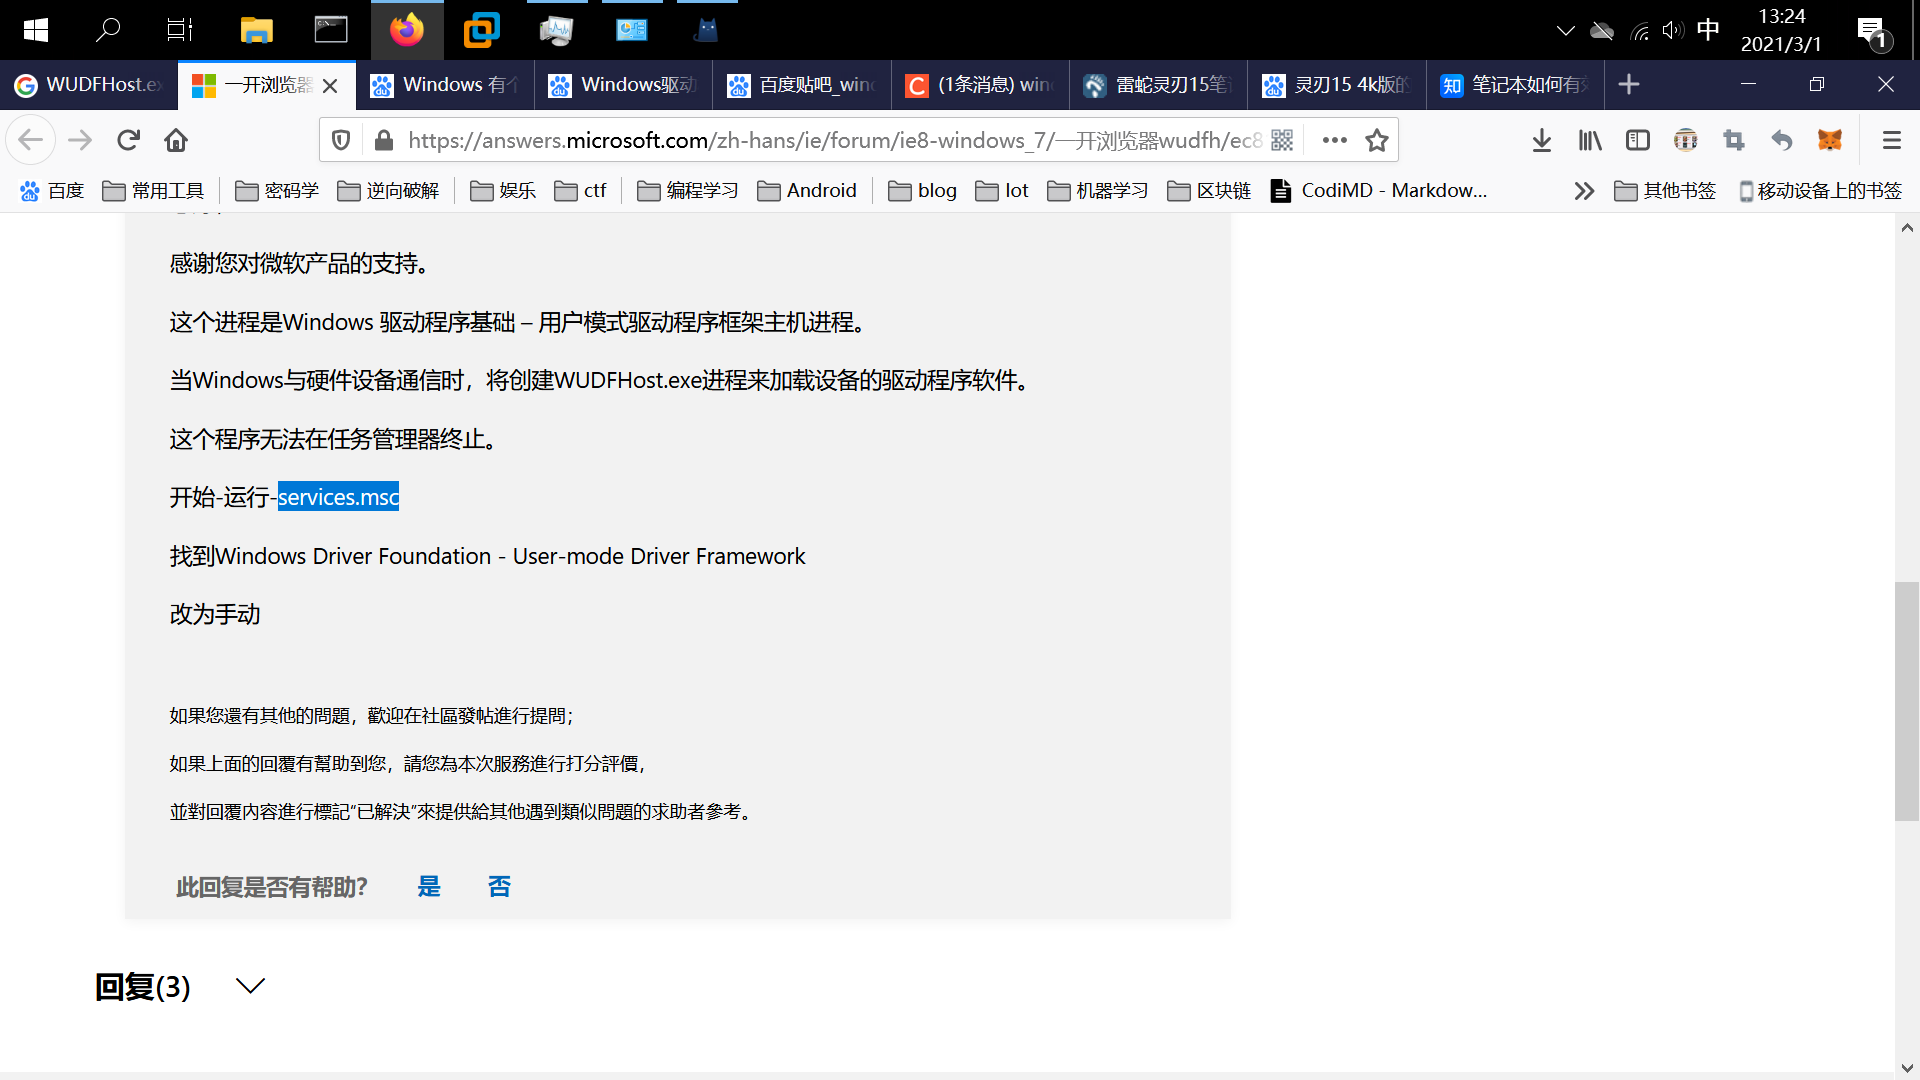 中
13:24
2021/3/1
1
WUDFHost.ex
一开浏览器
Windows 有个
Windows驱动
百度贴吧_wind
(1条消息) win
雷蛇灵刃15笔
灵刃15 4k版的
笔记本如何有
https://answers.microsoft.com/zh-hans/ie/forum/ie8-windows_7/一开浏览器wudfh/ec8
百度
常用工具
密码学
逆向破解
娱乐
ctf
编程学习
Android
blog
Iot
机器学习
区块链
CodiMD - Markdow...
其他书签
移动设备上的书签
感谢您对微软产品的支持。
这个进程是Windows 驱动程序基础 – 用户模式驱动程序框架主机进程。
当Windows与硬件设备通信时，将创建WUDFHost.exe进程来加载设备的驱动程序软件。
这个程序无法在任务管理器终止。
开始-运行-services.msc
找到Windows Driver Foundation - User-mode Driver Framework
改为手动
如果您還有其他的問題，歡迎在社區發帖進行提問；
如果上面的回覆有幫助到您，請您為本次服務進行打分評價，
並對回覆內容進行標記“已解決”來提供給其他遇到類似問題的求助者參考。
此回复是否有帮助?
是
否
回复(3)